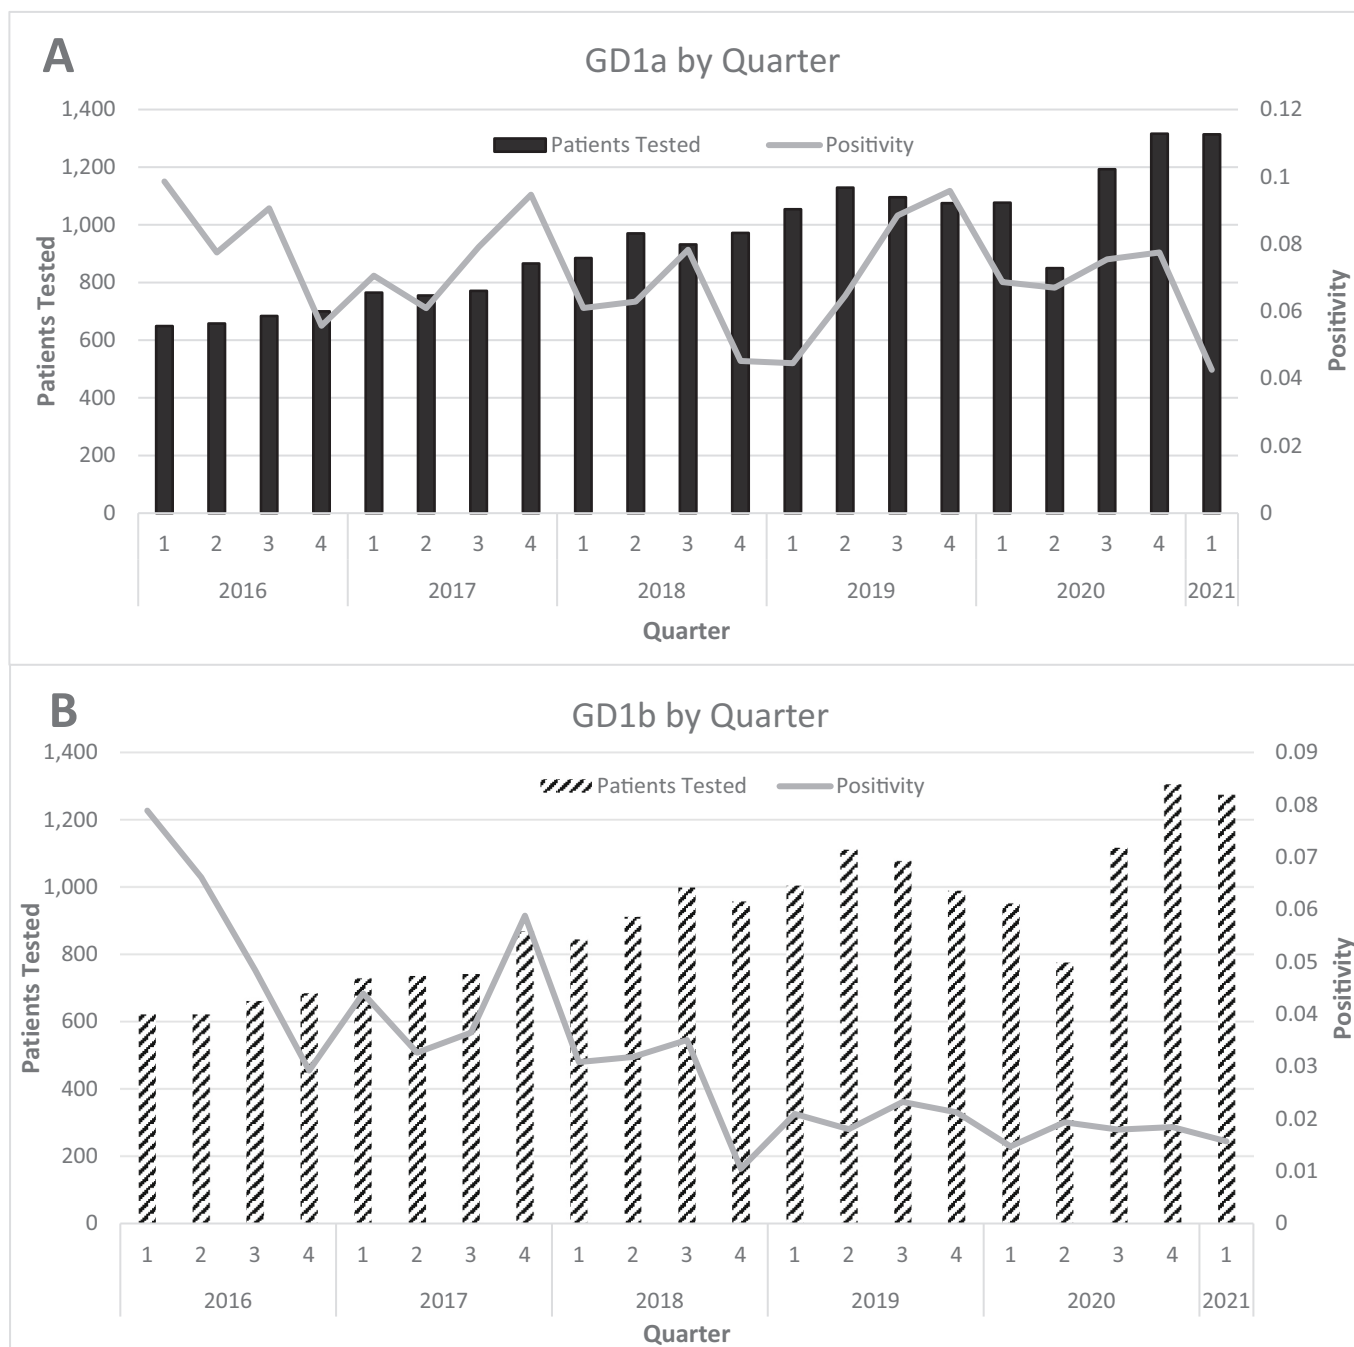 A
GD1a by Quarter
1,400
1,200
1,000
800
600
400
200
0
Patients Tested
Patients Tested Positivity
0.12
0.1
0.08
0.06
0.04
0.02
0
Positivity
1 2 3 4 1 2 3 4 1 2 3 4 1 2 3 4 1 2 3 4 1
2016 2017 2018 2019 2020 2021
Quarter
B
GD1b by Quarter
1,400
1,200
1,000
800
600
400
200
0
Patients Tested
Patients Tested Positivity
0.09
0.08
0.07
0.06
0.05
0.04
0.03
0.02
0.01
0
Positivity
1 2 3 4 1 2 3 4 1 2 3 4 1 2 3 4 1 2 3 4 1
2016 2017 2018 2019 2020 2021
Quarter